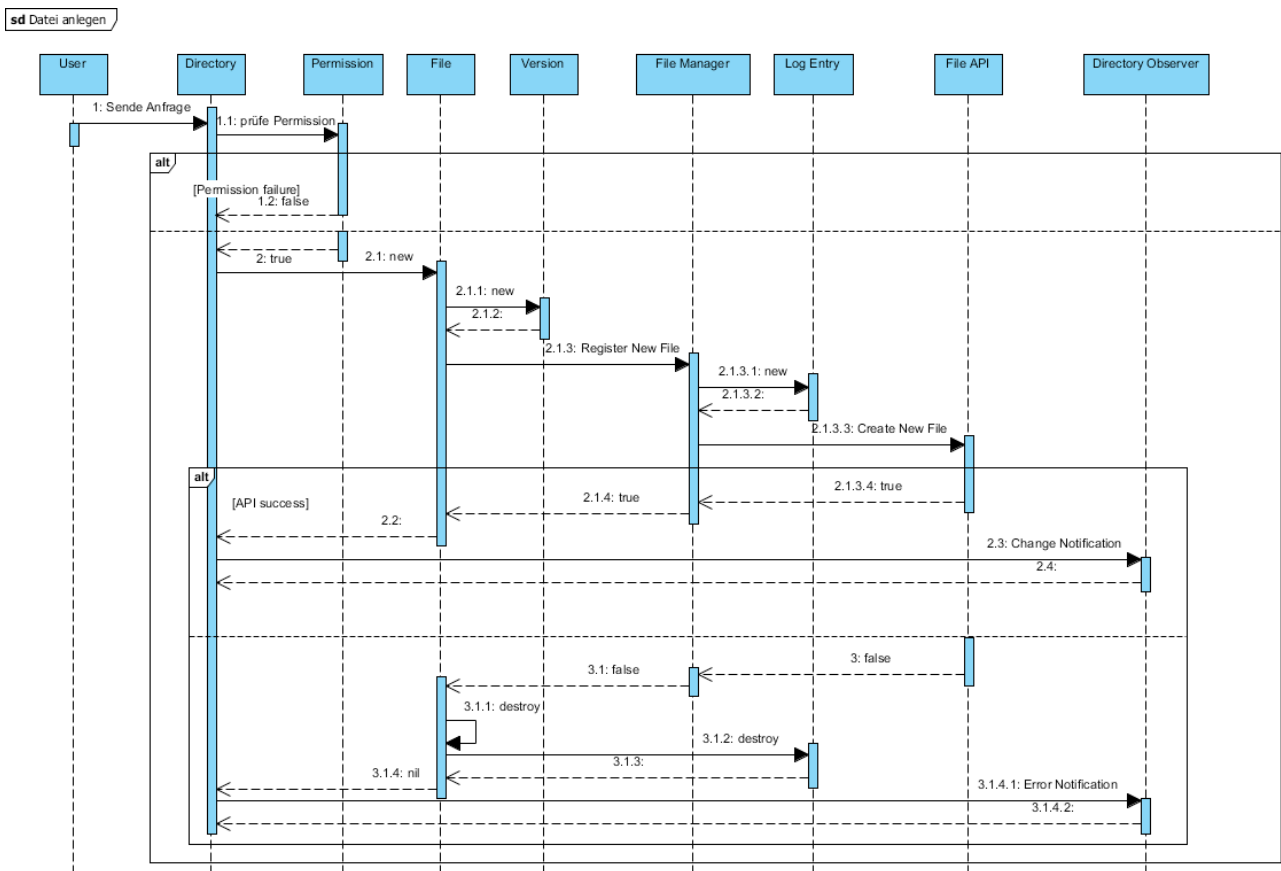 sd Datei anlegen
User
Directory
Permission
File
Version
File Manager
Log Entry
File API
Directory Observer
1: Sende Anfrage
1.1: prüfe Permission
alt
[Permission failure]
1.2: false
2: true
2.1: new
2.1.1: new
2.1.2:
2.1.3: Register New File
2.1.3.1: new
2.1.3.2:
2.1.3.3: Create New File
alt
[API success]
2.1.3.4: true
2.1.4: true
2.2:
2.3: Change Notification
2.4:
3: false
3.1: false
3.1.1: destroy
3.1.2: destroy
3.1.3:
3.1.4: nil
3.1.4.1: Error Notification
3.1.4.2: